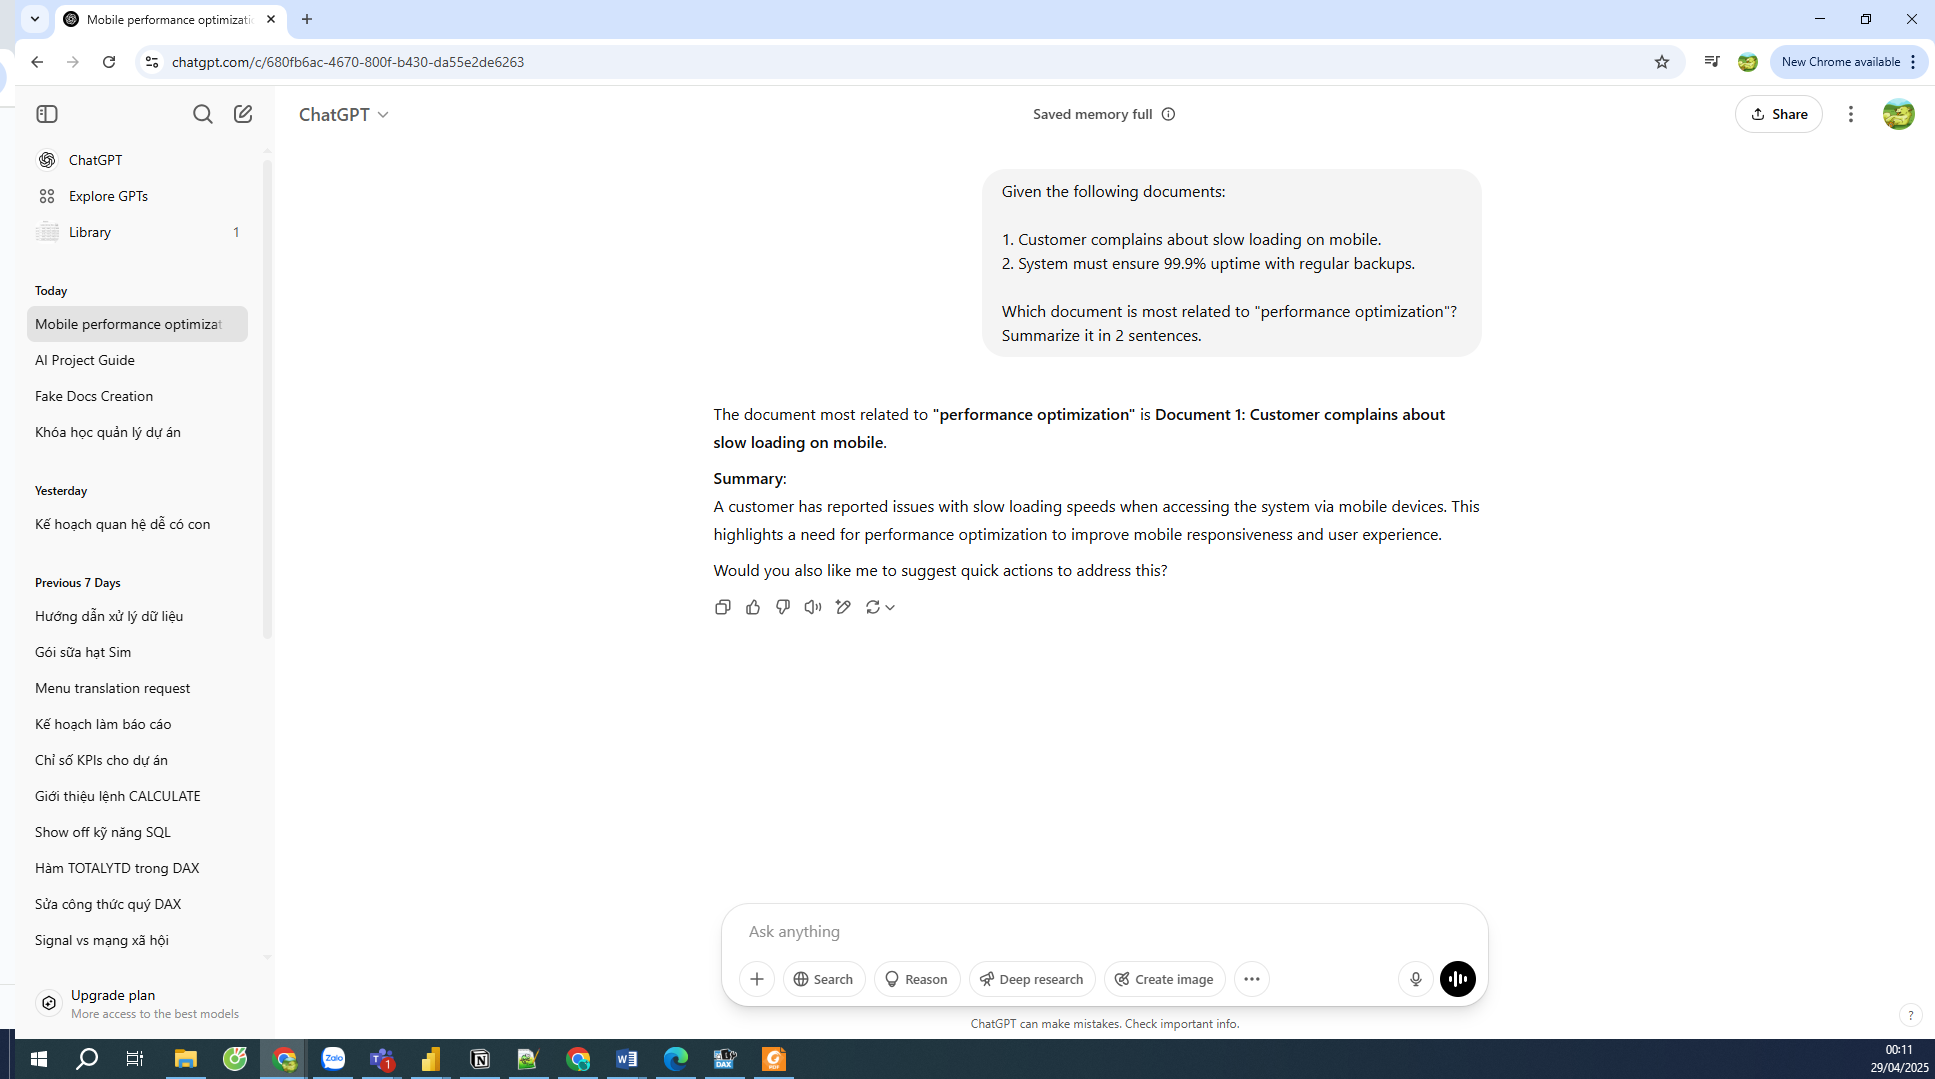 Mobile performance optimizati
chatgpt.com/c/680fb6ac-4670-800f-b430-da55e2de6263
New Chrome available
ChatGPT
Saved memory full
Share
ChatGPT
Explore GPTs
Library 1
Today
Mobile performance optimizat
AI Project Guide
Fake Docs Creation
Khóa học quản lý dự án
Yesterday
Kế hoạch quan hệ dễ có con
Previous 7 Days
Hướng dẫn xử lý dữ liệu
Gói sữa hạt Sim
Menu translation request
Kế hoạch làm báo cáo
Chỉ số KPIs cho dự án
Giới thiệu lệnh CALCULATE
Show off kỹ năng SQL
Hàm TOTALYTD trong DAX
Sửa công thức quý DAX
Signal vs mạng xã hội
Upgrade plan
More access to the best models
Given the following documents:
1. Customer complains about slow loading on mobile.
2. System must ensure 99.9% uptime with regular backups.
Which document is most related to "performance optimization"?
Summarize it in 2 sentences.
The document most related to "performance optimization" is Document 1: Customer complains about
slow loading on mobile.
Summary:
A customer has reported issues with slow loading speeds when accessing the system via mobile devices. This
highlights a need for performance optimization to improve mobile responsiveness and user experience.
Would you also like me to suggest quick actions to address this?
Ask anything
Search
Reason
Deep research
Create image
ChatGPT can make mistakes. Check important info.
?
Zalo
1
DAX
00:11
29/04/2025